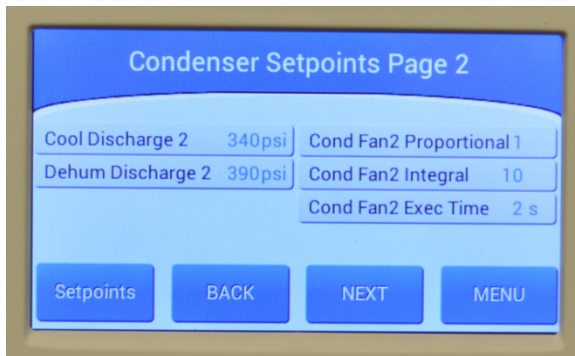 Condenser Setpoints Page 2
Cool Discharge 2 340psi
Cond Fan2 Proportional 1
Dehum Discharge 2 390psi
Cond Fan2 Integral 10
Cond Fan2 Exec Time 2 s
Setpoints BACK NEXT MENU